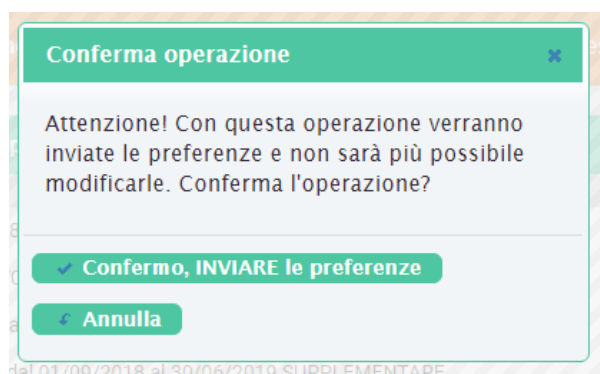 Conferma operazione
Attenzione! Con questa operazione verranno
inviate le preferenze e non sarà più possibile
modificarle. Conferma l'operazione?
Confermo, INVIARE le preferenze
Annulla
dal 01/09/2018 al 30/06/2019 SUPPLEMENTARE